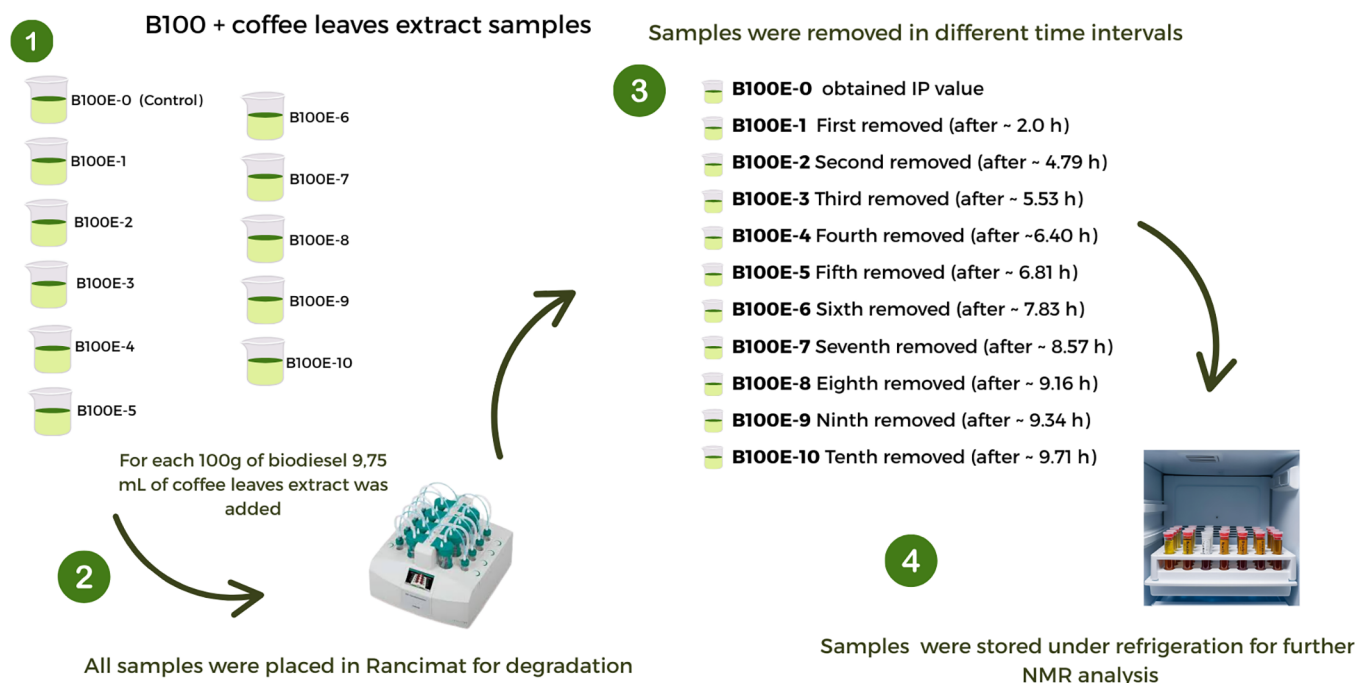 1
B100 + coffee leaves extract samples
B100E-0 (Control)
B100E-1
B100E-2
B100E-3
B100E-4
B100E-5
B100E-6
B100E-7
B100E-8
B100E-9
B100E-10
For each 100g of biodiesel 9,75
mL of coffee leaves extract was
added
2
All samples were placed in Rancimat for degradation
Samples were removed in different time intervals
3
B100E-0 obtained IP value
B100E-1 First removed (after ~ 2.0 h)
B100E-2 Second removed (after ~ 4.79 h)
B100E-3 Third removed (after ~ 5.53 h)
B100E-4 Fourth removed (after ~6.40 h)
B100E-5 Fifth removed (after ~ 6.81 h)
B100E-6 Sixth removed (after ~ 7.83 h)
B100E-7 Seventh removed (after ~ 8.57 h)
B100E-8 Eighth removed (after ~ 9.16 h)
B100E-9 Ninth removed (after ~ 9.34 h)
B100E-10 Tenth removed (after ~ 9.71 h)
4
Samples were stored under refrigeration for further
NMR analysis